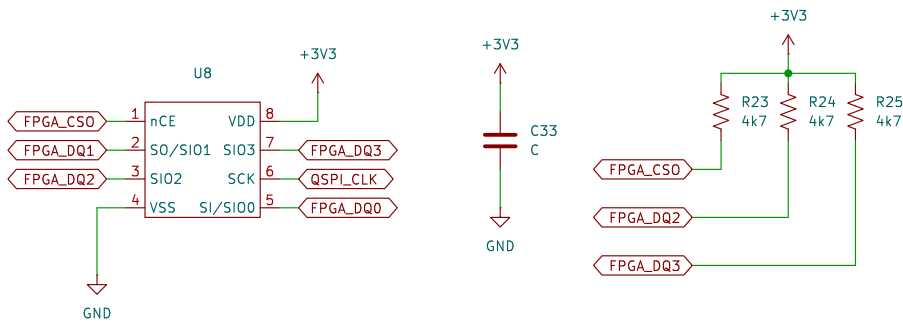 U8
+3V3
FPGA_CSO 1 nCE VDD 8
FPGA_DQ1 2 SO/SIO1 SIO3 7 FPGA_DQ3
FPGA_DQ2 3 SIO2 SCK 6 QSPI_CLK
4 VSS SI/SIO0 5 FPGA_DQ0
GND
+3V3
C33
C
GND
+3V3
R23 R24 R25
4k7 4k7 4k7
FPGA_CSO
FPGA_DQ2
FPGA_DQ3